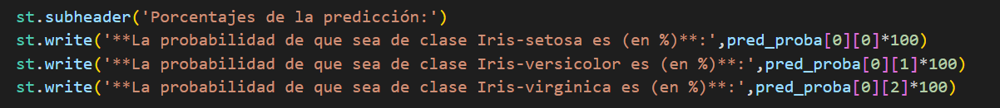 st.subheader('Porcentajes de la predicción:')
st.write('**La probabilidad de que sea de clase Iris-setosa es (en %)**:',pred_proba[0][0]*100)
st.write('**La probabilidad de que sea de clase Iris-versicolor es (en %)**:',pred_proba[0][1]*100)
st.write('**La probabilidad de que sea de clase Iris-virginica es (en %)**:',pred_proba[0][2]*100)